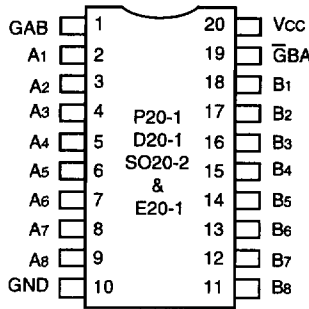 GAB 1 20 Vcc
A1 2 19 G̅BA
A2 3 18 B1
A3 4 17 B2
P20-1
A4 5 16 B3
D20-1
SO20-2
A5 6 15 B4
&
A6 7 14 B5
E20-1
A7 8 13 B6
A8 9 12 B7
GND 10 11 B8